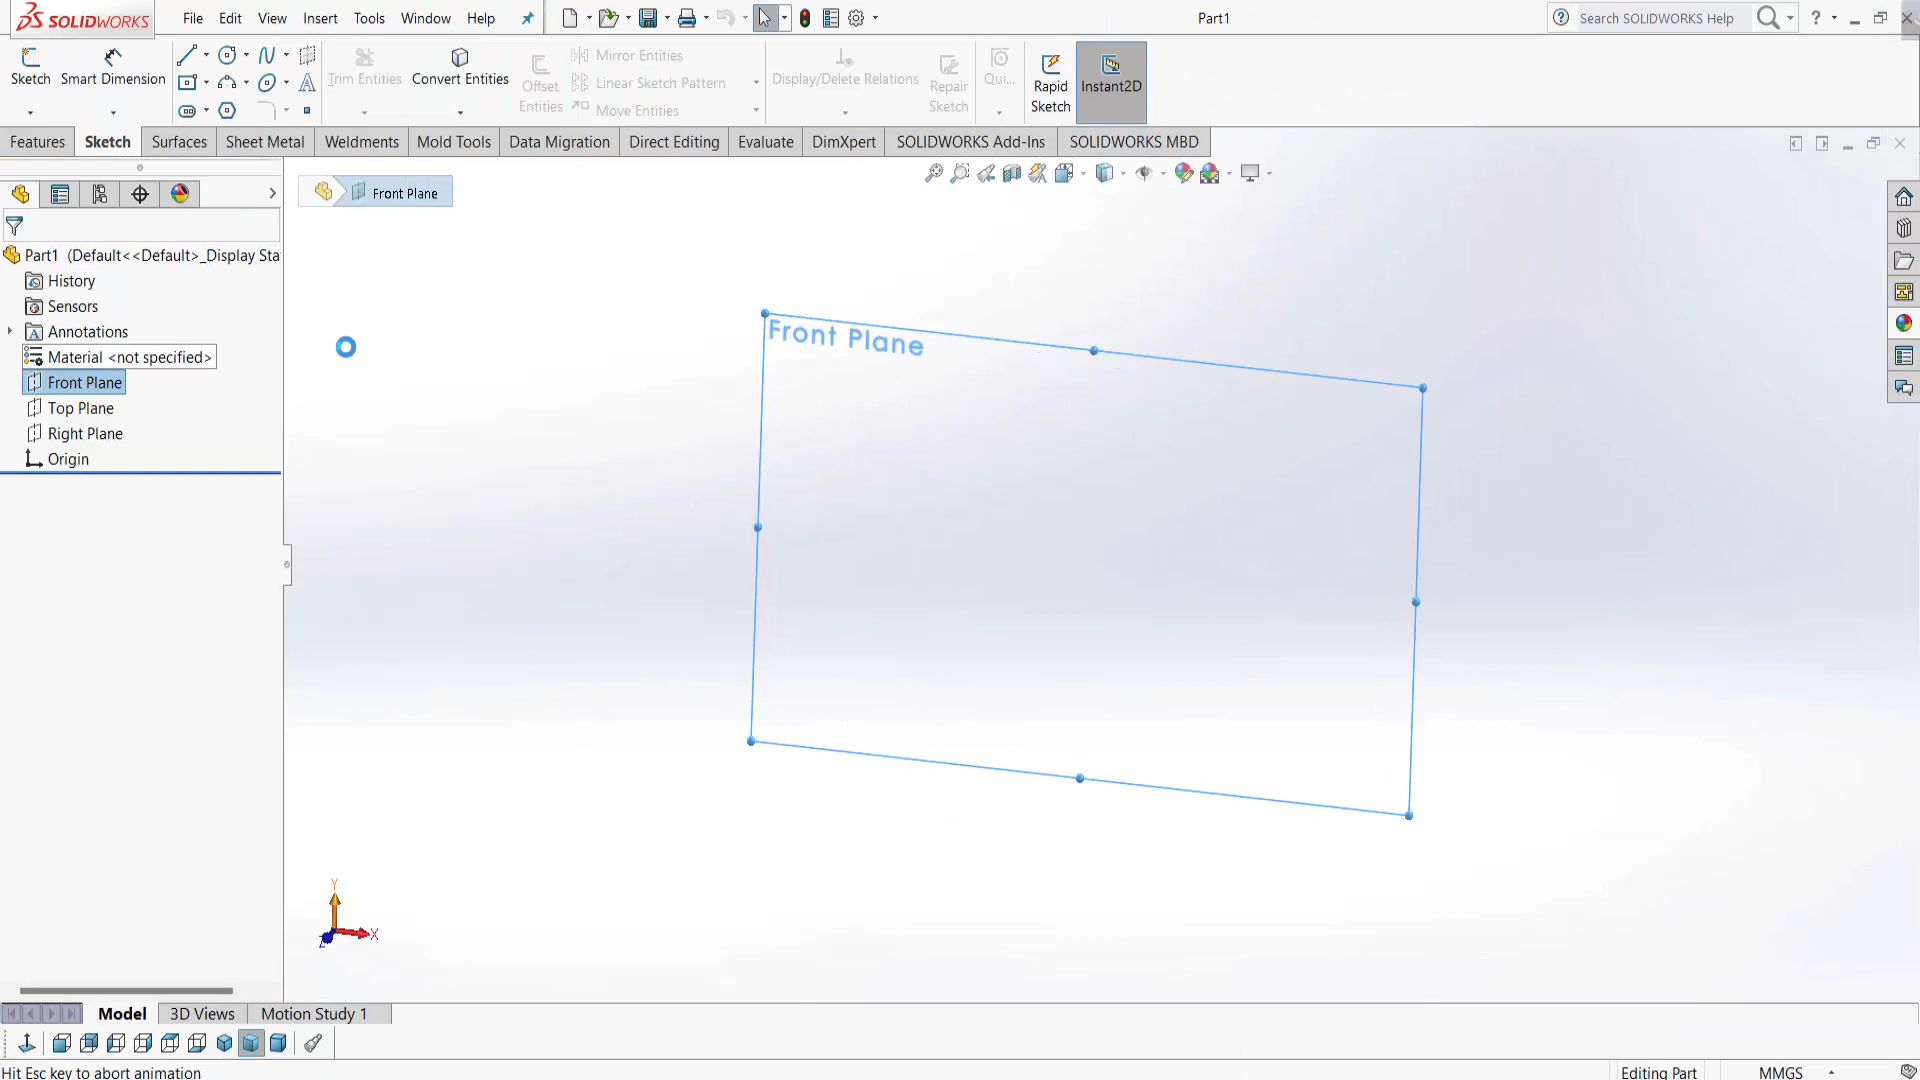 SOLIDWORKS
File Edit View Insert Tools Window Help
Part1
Search SOLIDWORKS Help
Sketch
Smart Dimension
Trim Entities
Convert Entities
Offset Entities
Mirror Entities
Linear Sketch Pattern
Move Entities
Display/Delete Relations
Repair Sketch
Qui...
Rapid Sketch
Instant2D
Features Sketch Surfaces Sheet Metal Weldments Mold Tools Data Migration Direct Editing Evaluate DimXpert SOLIDWORKS Add-Ins SOLIDWORKS MBD
Front Plane
Part1 (Default<<Default>_Display Sta
History
Sensors
Annotations
Material <not specified>
Front Plane
Top Plane
Right Plane
Origin
Front Plane
Y
X
Z
Model 3D Views Motion Study 1
Hit Esc key to abort animation
Editing Part
MMGS